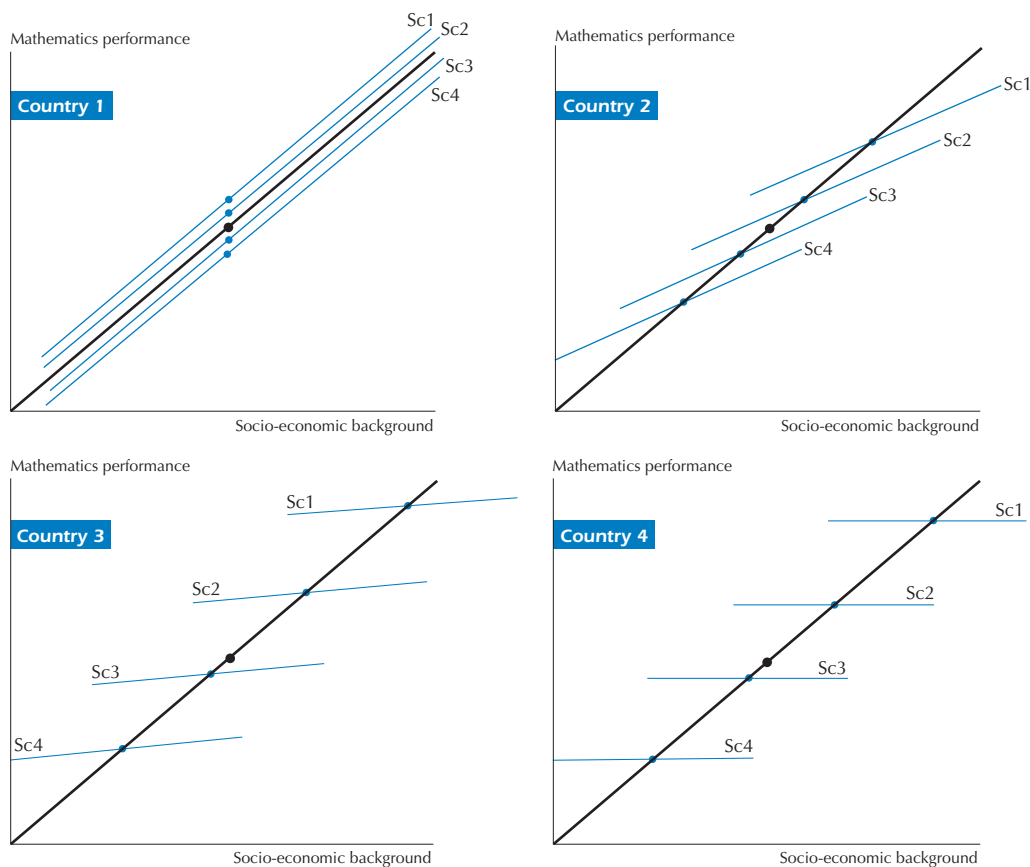 Mathematics performance
Country 1
Sc1
Sc2
Sc3
Sc4
Socio-economic background
Mathematics performance
Country 2
Sc1
Sc2
Sc3
Sc4
Socio-economic background
Mathematics performance
Country 3
Sc1
Sc2
Sc3
Sc4
Socio-economic background
Mathematics performance
Country 4
Sc1
Sc2
Sc3
Sc4
Socio-economic background